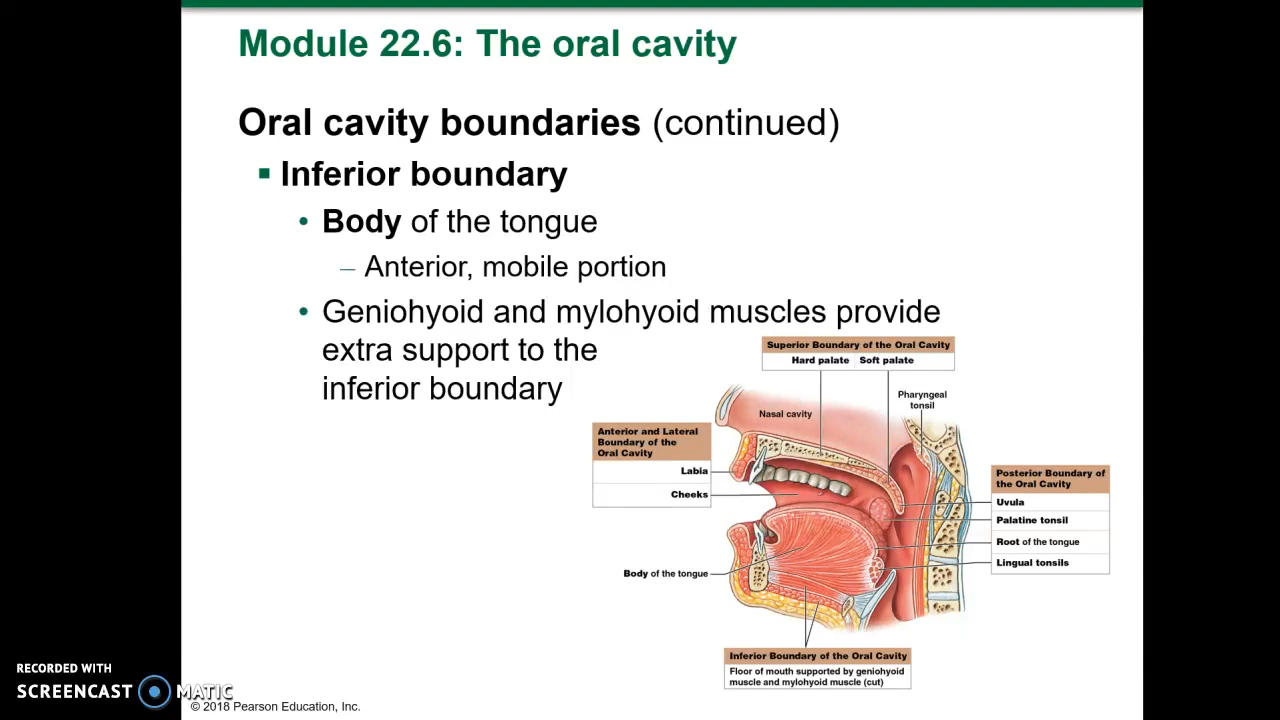 Module 22.6: The oral cavity
Oral cavity boundaries (continued)
Inferior boundary
Body of the tongue
Anterior, mobile portion
Geniohyoid and mylohyoid muscles provide
extra support to the
inferior boundary
Superior Boundary of the Oral Cavity
Hard palate Soft palate
Pharyngeal
tonsil
Nasal cavity
Anterior and Lateral
Boundary of the
Oral Cavity
Labia
Cheeks
Posterior Boundary of
the Oral Cavity
Uvula
Palatine tonsil
Root of the tongue
Lingual tonsils
Body of the tongue
Inferior Boundary of the Oral Cavity
Floor of mouth supported by geniohyoid
muscle and mylohyoid muscle (cut)
RECORDED WITH
SCREENCAST MATIC
© 2018 Pearson Education, Inc.